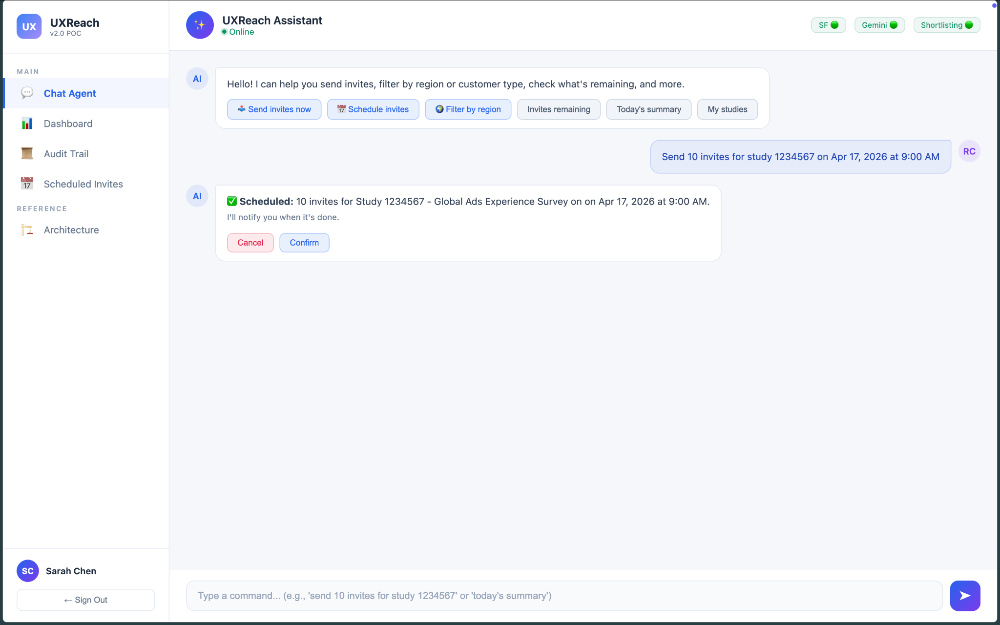 UX
UXReach
v2.0 POC
MAIN
Chat Agent
Dashboard
Audit Trail
17
Scheduled Invites
REFERENCE
Architecture
SC
Sarah Chen
← Sign Out
UXReach Assistant
Online
SF
Gemini
Shortlisting
AI
Hello! I can help you send invites, filter by region or customer type, check what's remaining, and more.
Send invites now
17 Schedule invites
Filter by region
Invites remaining
Today's summary
My studies
Send 10 invites for study 1234567 on Apr 17, 2026 at 9:00 AM
RC
AI
✅ Scheduled: 10 invites for Study 1234567 - Global Ads Experience Survey on on Apr 17, 2026 at 9:00 AM.
I'll notify you when it's done.
Cancel
Confirm
Type a command... (e.g., 'send 10 invites for study 1234567' or 'today's summary')